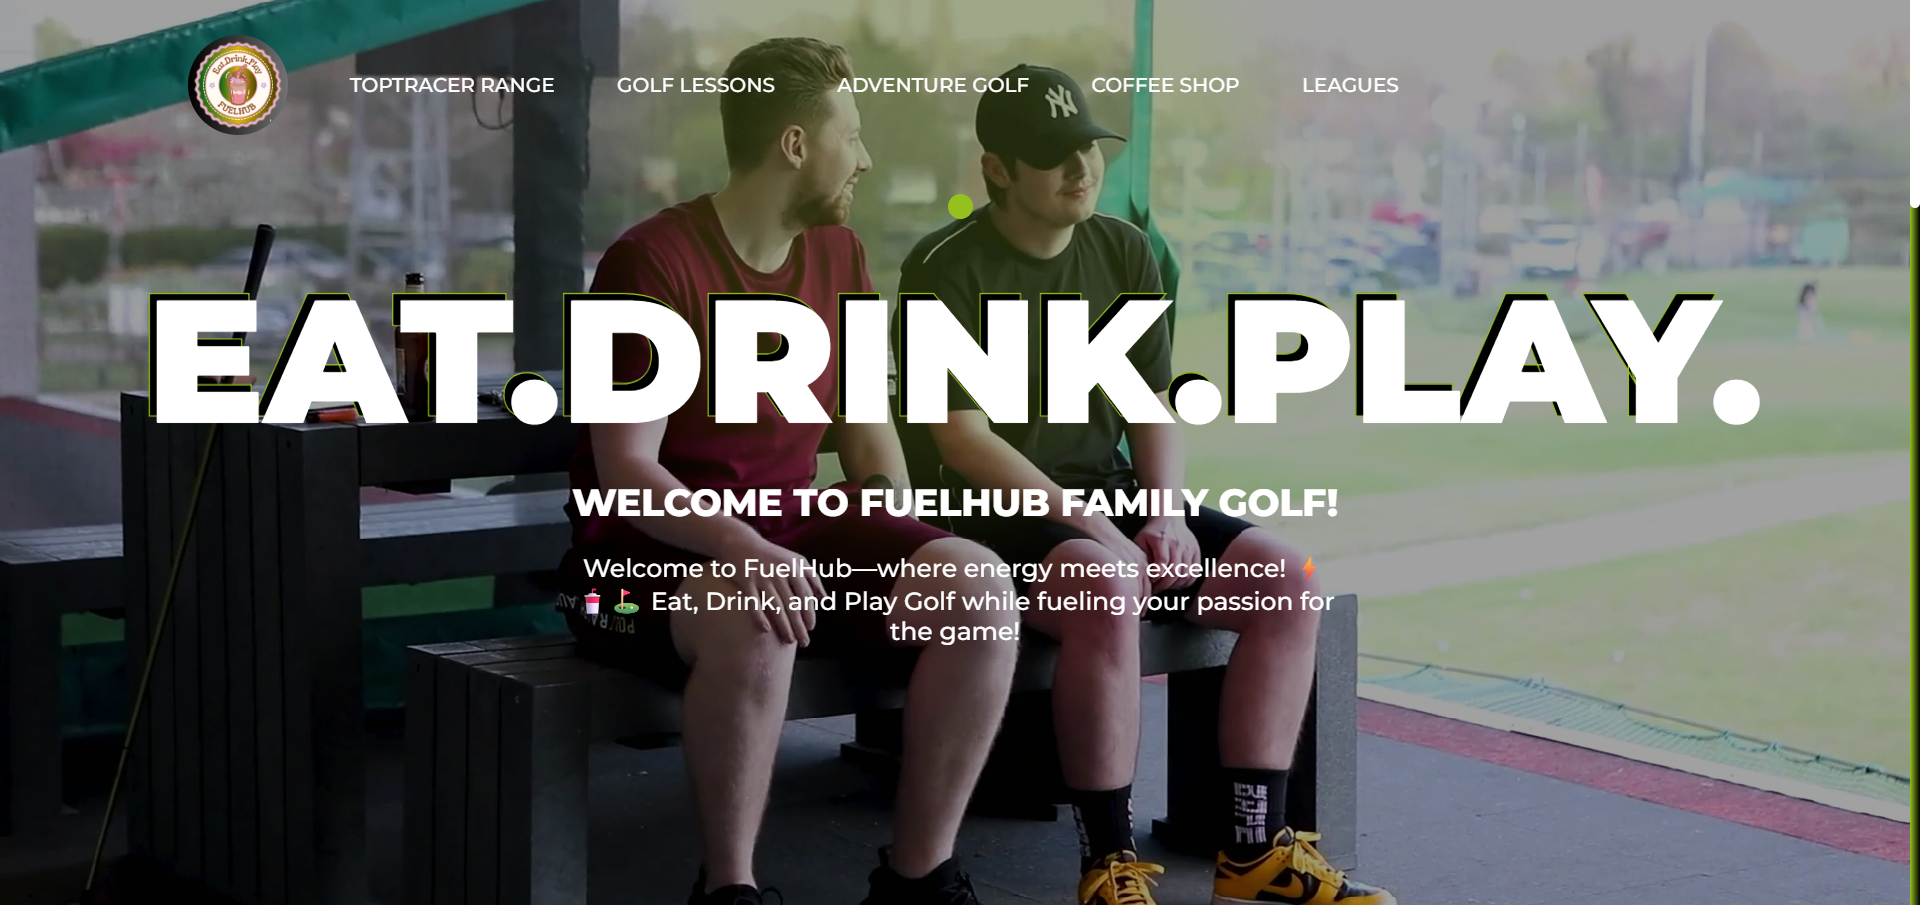 Eat.Drink.Play
FUELHUB
TOPTRACER RANGE
GOLF LESSONS
ADVENTURE GOLF
COFFEE SHOP
LEAGUES
NY
EAT.DRINK.PLAY.
WELCOME TO FUELHUB FAMILY GOLF!
Welcome to FuelHub—where energy meets excellence! ⚡
🥤 ⛳ Eat, Drink, and Play Golf while fueling your passion for
the game!